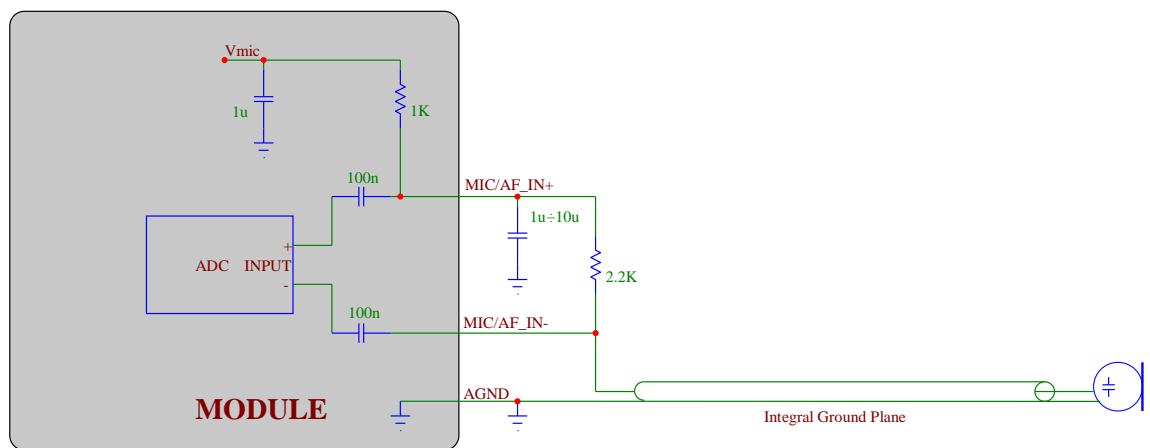 Vmic
1u
1K
100n
MIC/AF_IN+
1u÷10u
+
ADC INPUT
-
2.2K
100n
MIC/AF_IN-
AGND
MODULE
Integral Ground Plane